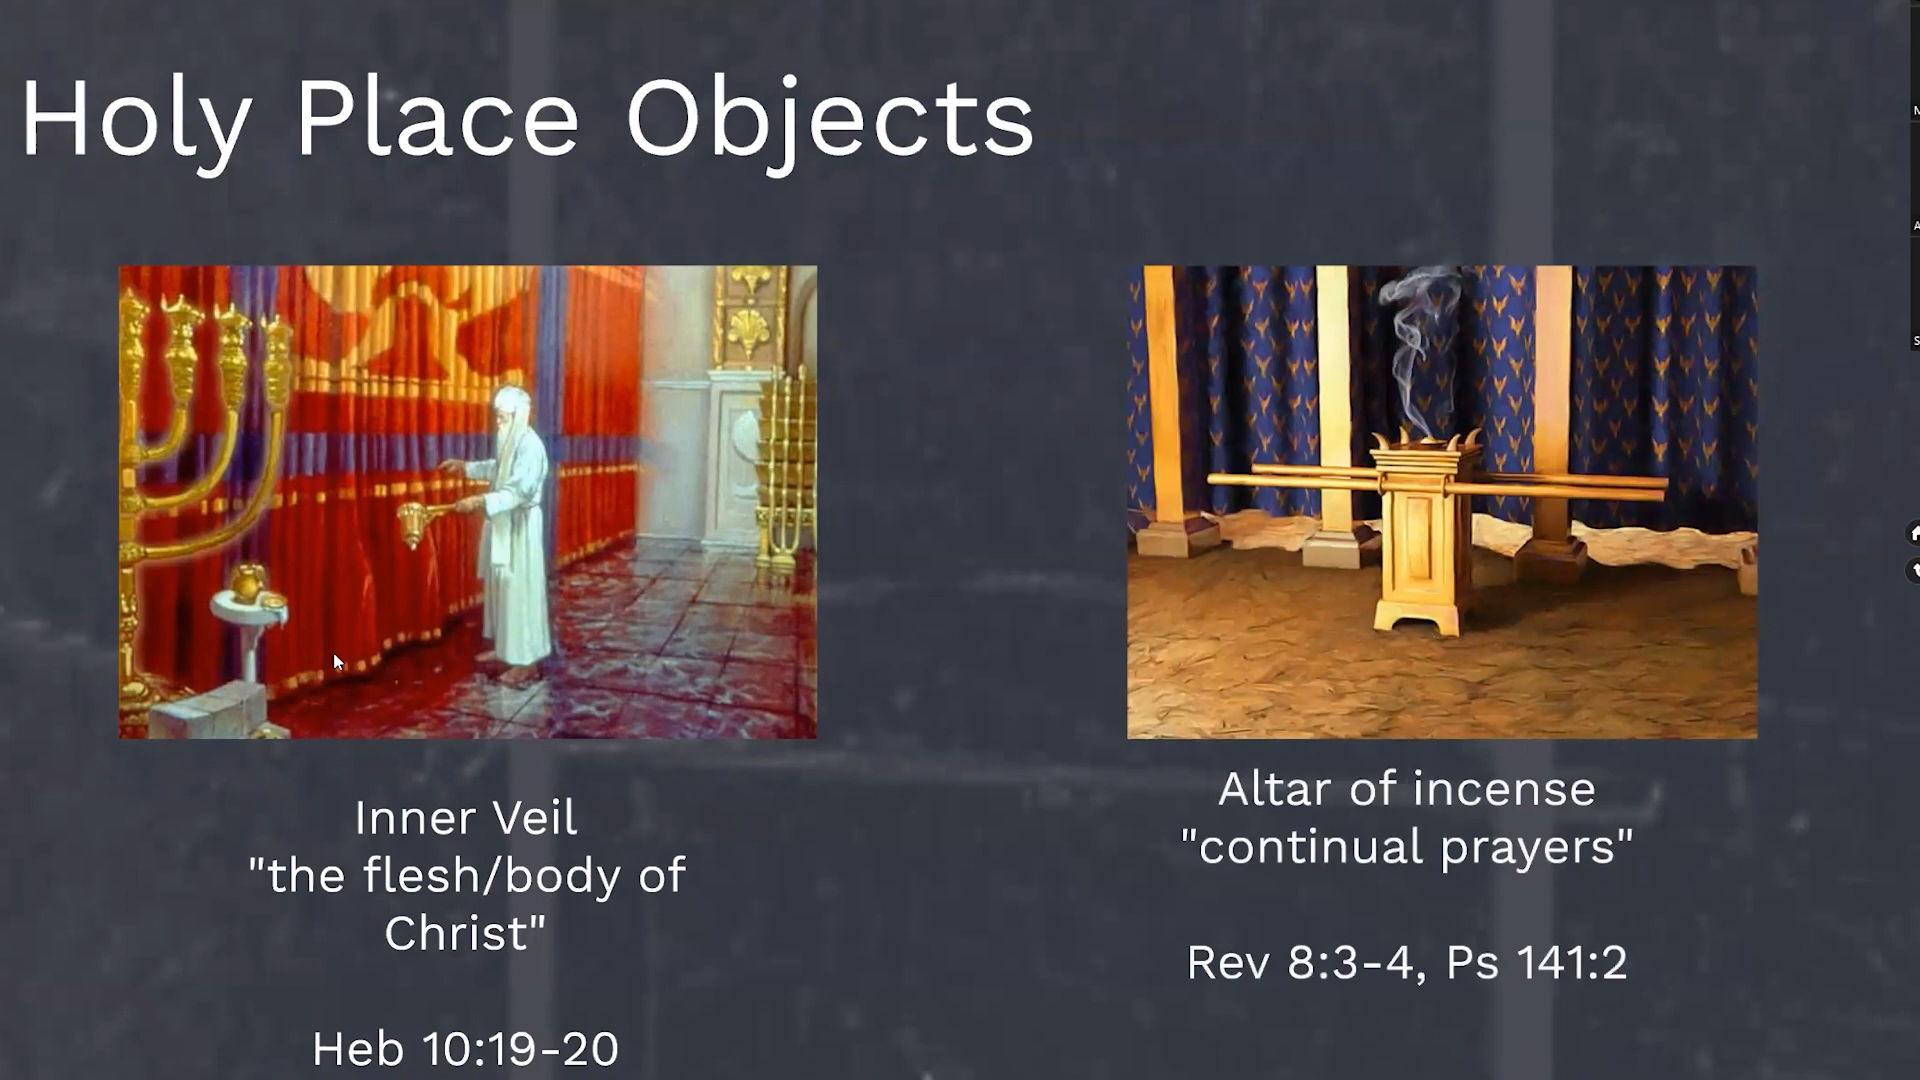 Holy Place Objects
Inner Veil
"the flesh/body of
Christ"
Heb 10:19-20
Altar of incense
"continual prayers"
Rev 8:3-4, Ps 141:2